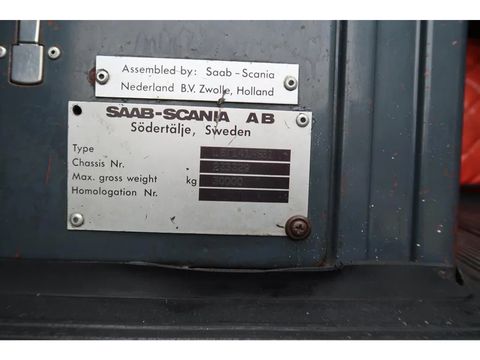 Assembled by: Saab-Scania
Nederland B.V. Zwolle, Holland
SAAB-SCANIA AB
Södertälje, Sweden
Type
Chassis Nr.
Max. gross weight kg 30000
Homologation Nr.